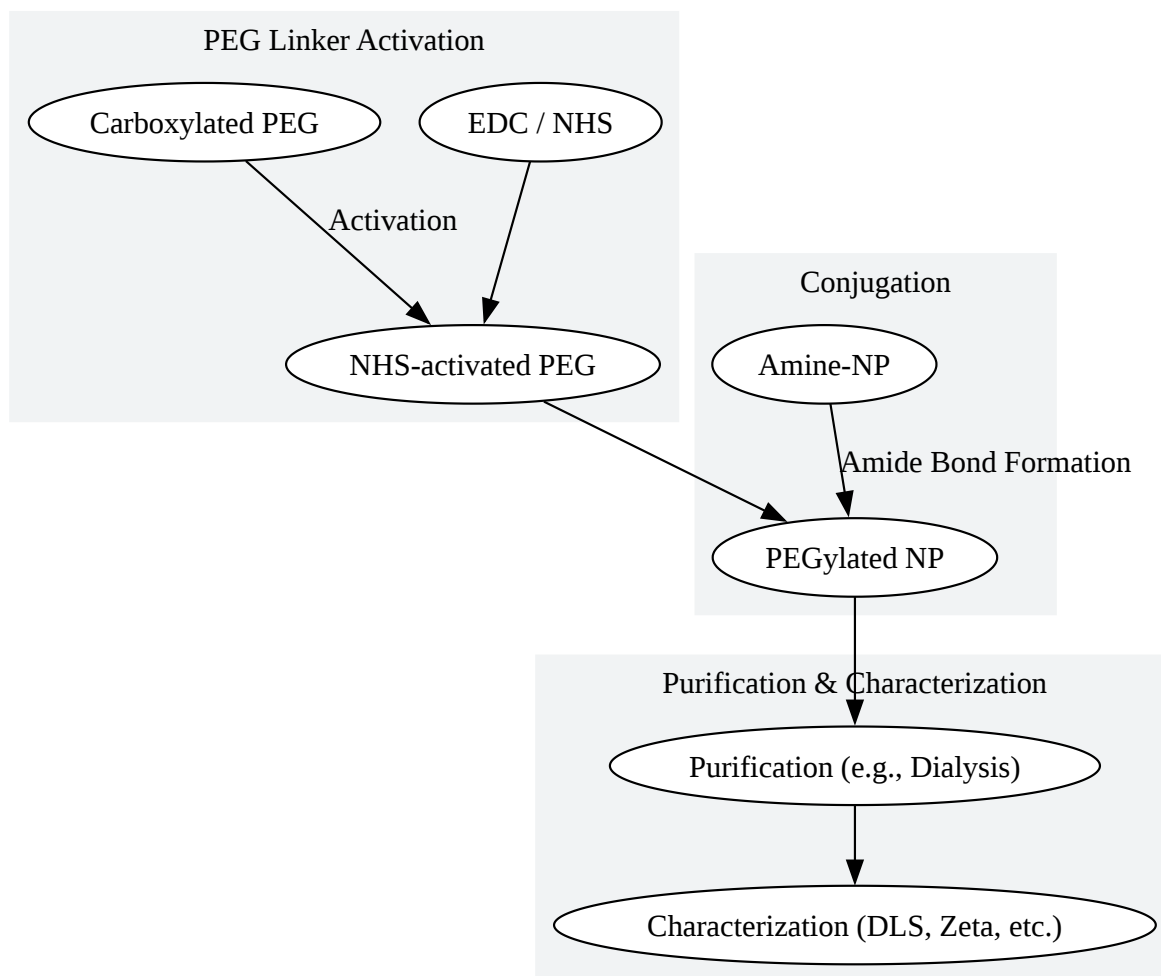 PEG Linker Activation
Carboxylated PEG
EDC / NHS
Activation
NHS-activated PEG
Conjugation
Amine-NP
Amide Bond Formation
PEGylated NP
Purification & Characterization
Purification (e.g., Dialysis)
Characterization (DLS, Zeta, etc.)